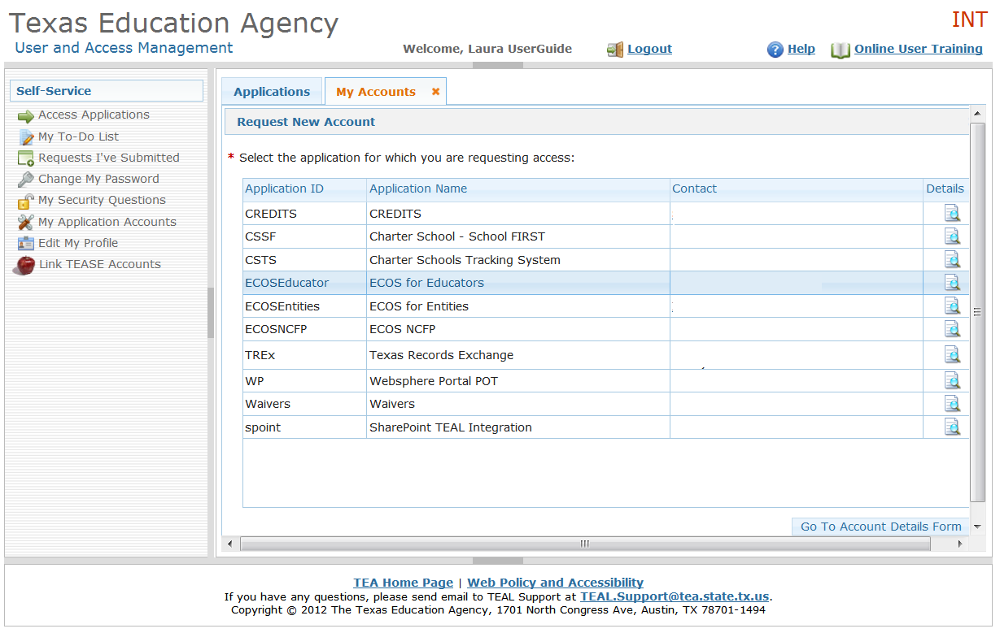 Texas Education Agency
INT
User and Access Management
Welcome, Laura UserGuide
Logout
Help
Online User Training
Self-Service
Access Applications
My To-Do List
Requests I've Submitted
Change My Password
My Security Questions
My Application Accounts
Edit My Profile
Link TEASE Accounts
Applications
My Accounts
Request New Account
* Select the application for which you are requesting access:
Application ID Application Name Contact Details
CREDITS CREDITS
CSSF Charter School - School FIRST
CSTS Charter Schools Tracking System
ECOSEducator ECOS for Educators
ECOSEntities ECOS for Entities
ECOSNCFP ECOS NCFP
TREx Texas Records Exchange
WP Websphere Portal POT
Waivers Waivers
spoint SharePoint TEAL Integration
Go To Account Details Form
TEA Home Page | Web Policy and Accessibility
If you have any questions, please send email to TEAL Support at TEAL.Support@tea.state.tx.us.
Copyright © 2012 The Texas Education Agency, 1701 North Congress Ave, Austin, TX 78701-1494